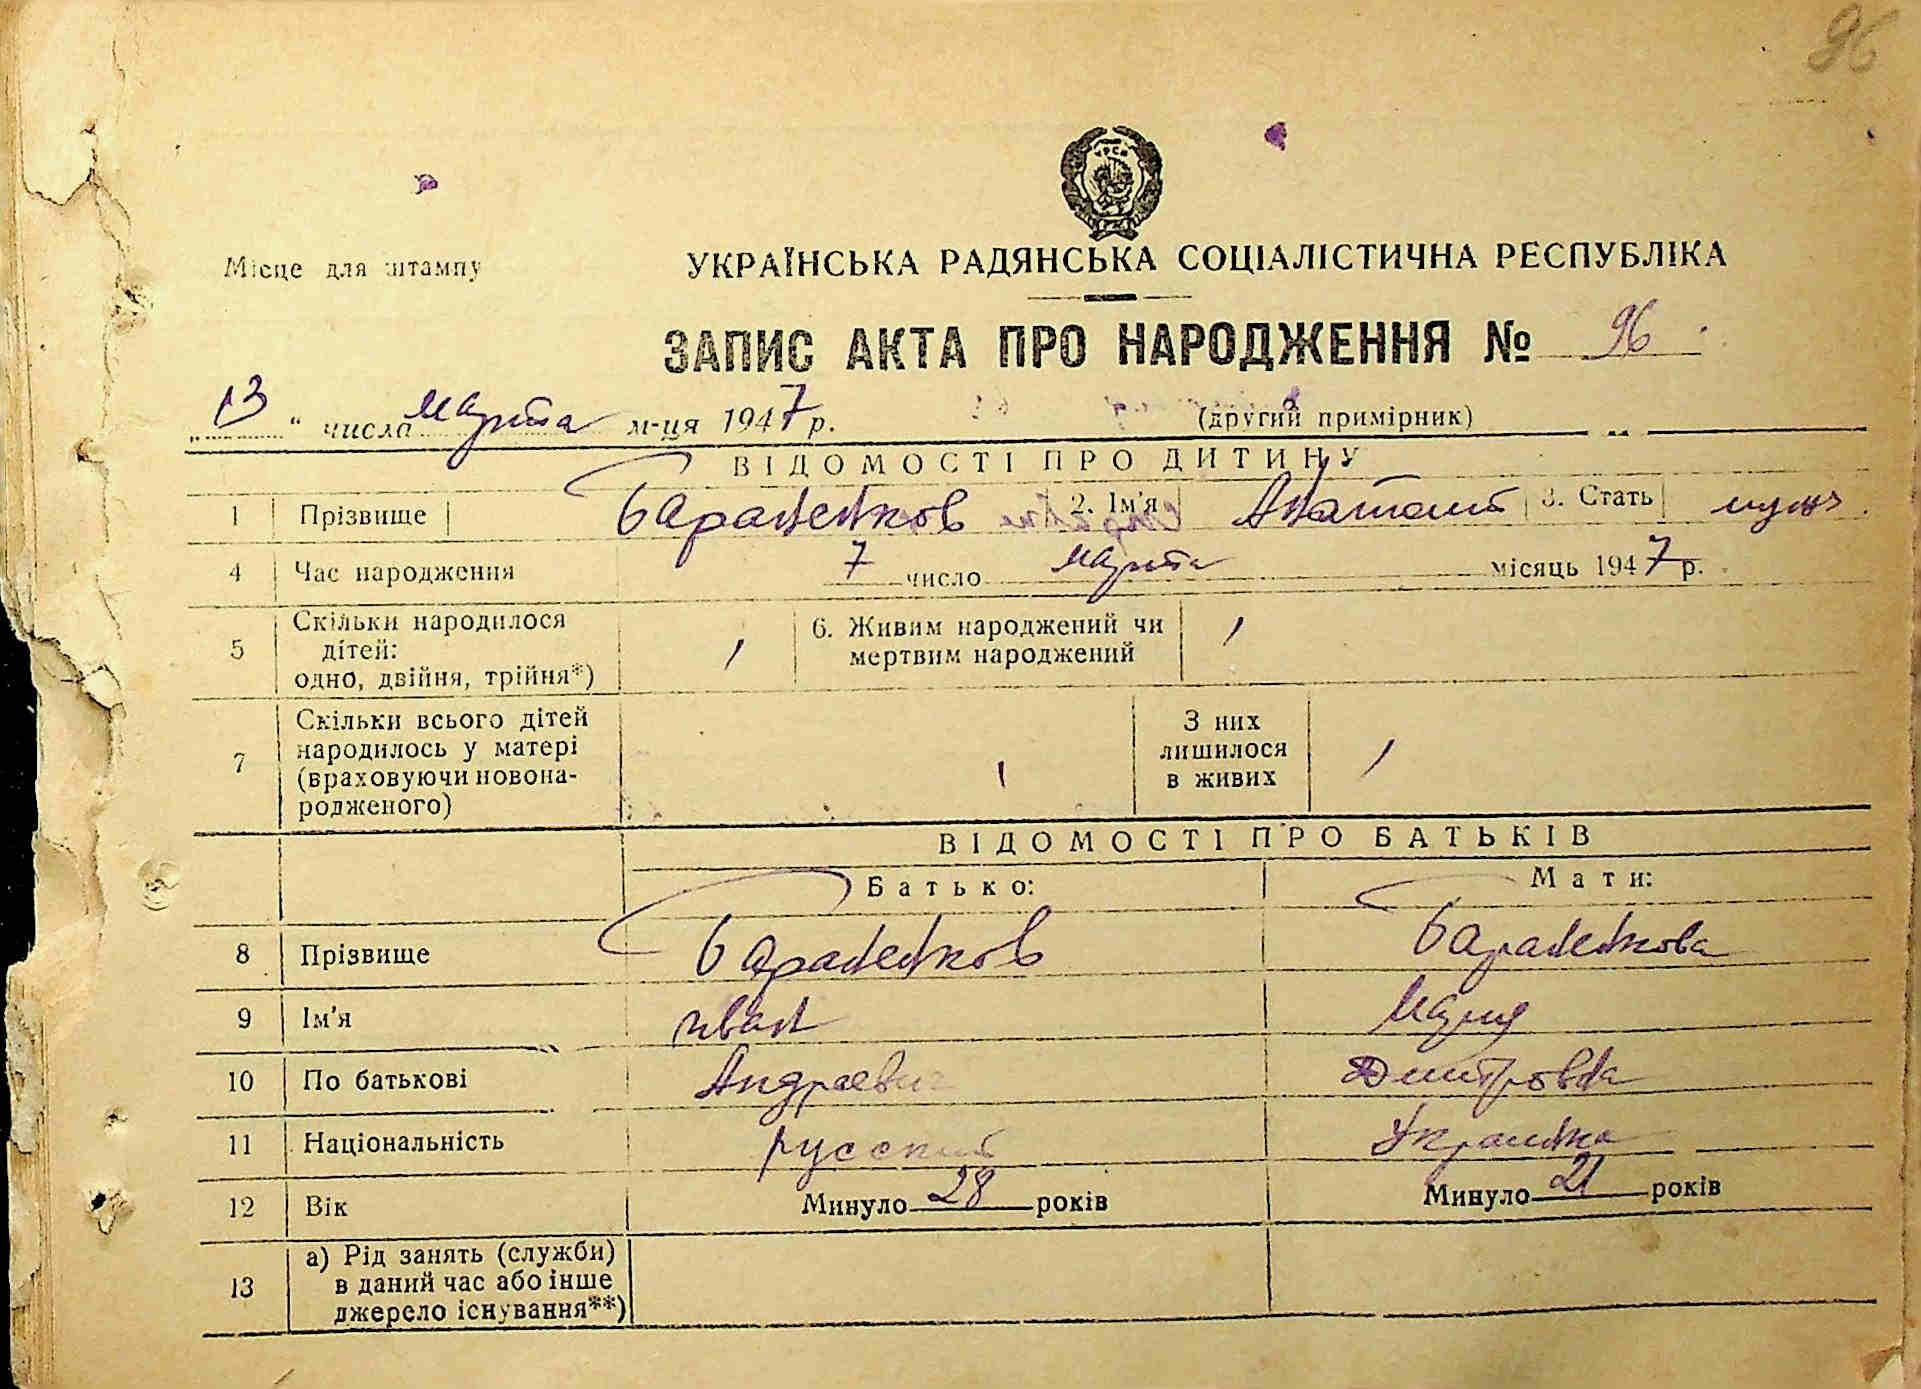 96
УРСР
Місце для штампу
УКРАЇНСЬКА РАДЯНСЬКА СОЦІАЛІСТИЧНА РЕСПУБЛІКА
ЗАПИС АКТА ПРО НАРОДЖЕННЯ № 96
„13“ числа марта м-ця 1947 р. (другий примірник)
ВІДОМОСТІ ПРО ДИТИНУ
1 Прізвище Бараненков 2. Ім'я Анатолий 3. Стать муж
4 Час народження 7 число марта місяць 1947 р.
5 Скільки народилося дітей: одно, двійня, трійня*) 1 6. Живим народжений чи мертвим народжений 1
7 Скільки всього дітей народилось у матері (враховуючи новонародженого) 1 З них лишилося в живих 1
ВІДОМОСТІ ПРО БАТЬКІВ
Батько: Мати:
8 Прізвище Бараненков Бараненкова
9 Ім'я Иван Мария
10 По батькові Андреевич Дмитровна
11 Національність русский Украинка
12 Вік Минуло 28 років Минуло 21 років
13 а) Рід занять (служби) в даний час або інше джерело існування**)